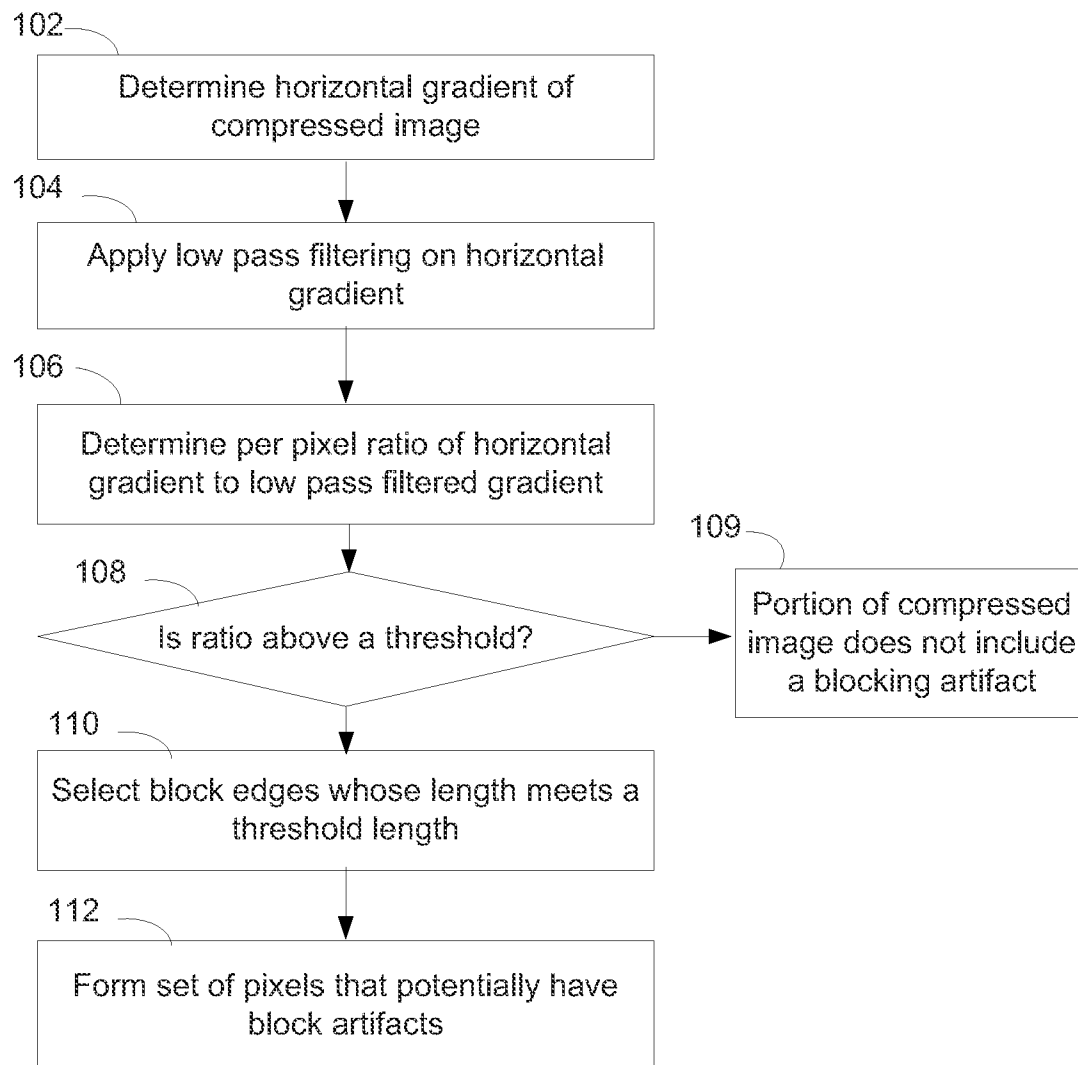 102
Determine horizontal gradient of
compressed image
104
Apply low pass filtering on horizontal
gradient
106
Determine per pixel ratio of horizontal
gradient to low pass filtered gradient
108
Is ratio above a threshold?
109
Portion of compressed
image does not include
a blocking artifact
110
Select block edges whose length meets a
threshold length
112
Form set of pixels that potentially have
block artifacts